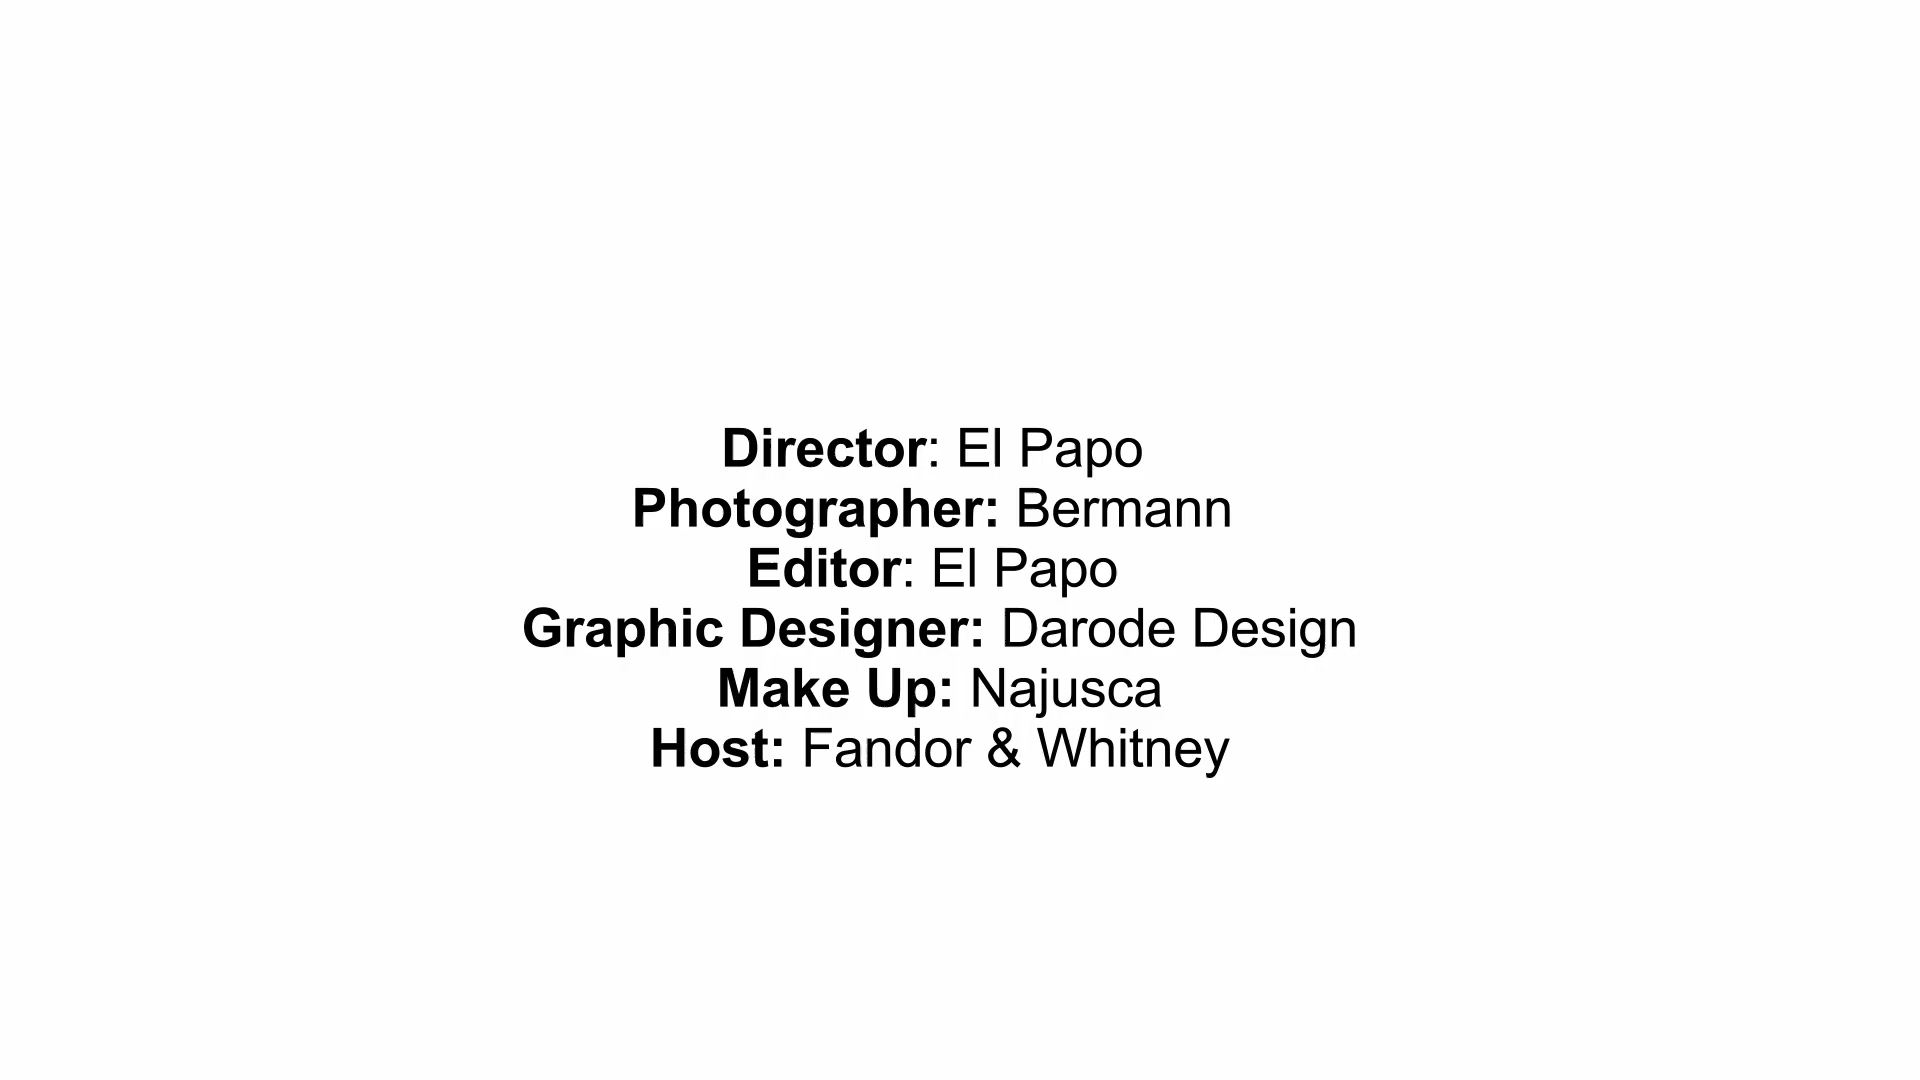 Director: El Papo
Photographer: Bermann
Editor: El Papo
Graphic Designer: Darode Design
Make Up: Najusca
Host: Fandor & Whitney